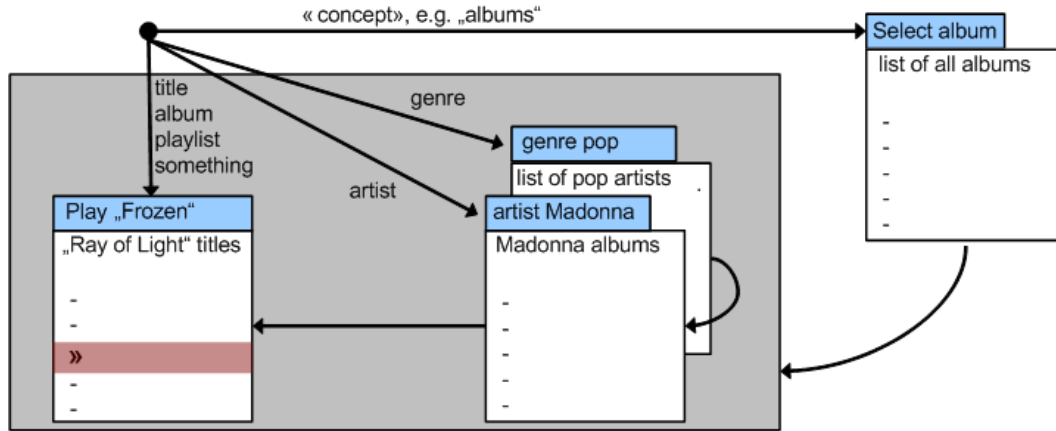 « concept», e.g. „albums“
Select album
list of all albums
-
-
-
-
-
title
album
playlist
something
genre
artist
genre pop
list of pop artists .
artist Madonna
Madonna albums
-
-
-
-
-
Play „Frozen“
„Ray of Light“ titles
-
-
»
-
-